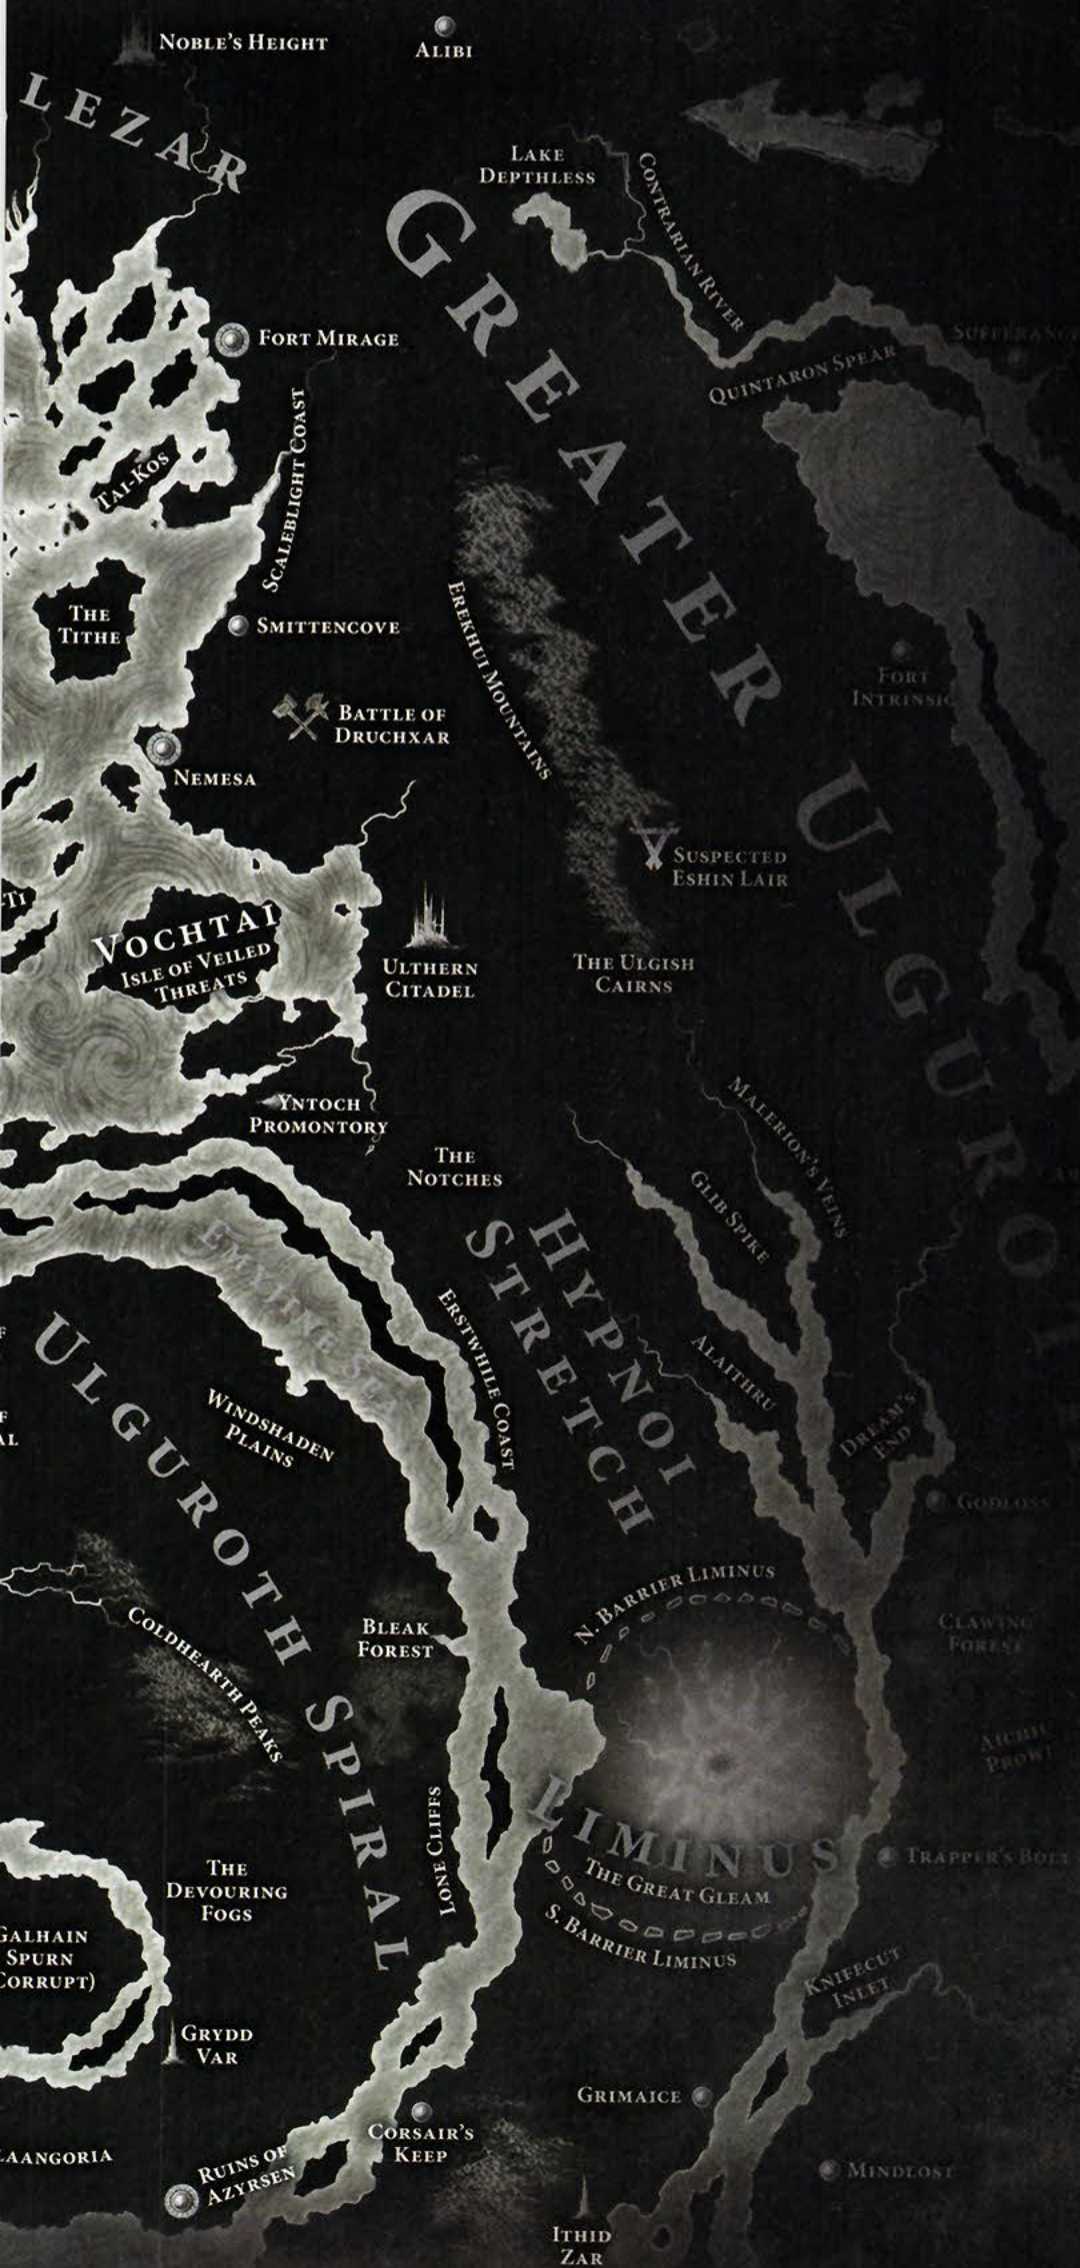 Noble's Height
Alibi
LEZAR
Lake
Depthless
Contrarian River
Greater Ulguro
Fort Mirage
Quintaron Spear
Scaleblight Coast
Tai-Kos
The
Tithe
Smittencove
Erekhui Mountains
Fort
Intrinsic
Battle of
Druchxar
Nemesa
Suspected
Eshin Lair
-Ti
Vochtai
Isle of Veiled
Threats
Ulthern
Citadel
The Ulgish
Cairns
Yntoch
Promontory
Malerion's Veins
The
Notches
Glib Spike
Hypnoi
Stretch
Erstwhile Coast
Alaithru
Ulguroth Spiral
Windshaden
Plains
AL
Dream's
End
Godloss
N. Barrier Liminus
Coldhearth Peaks
Bleak
Forest
Clawing
Forest
Liminus
The Great Gleam
S. Barrier Liminus
Lone Cliffs
Trapper's Bolt
The
Devouring
Fogs
Galhain
Spurn
Corrupt)
Knifecut
Inlet
Grydd
Var
Grimaice
Corsair's
Keep
Laangoria
Ruins of
Azyrsen
Mindlost
Ithid
Zar